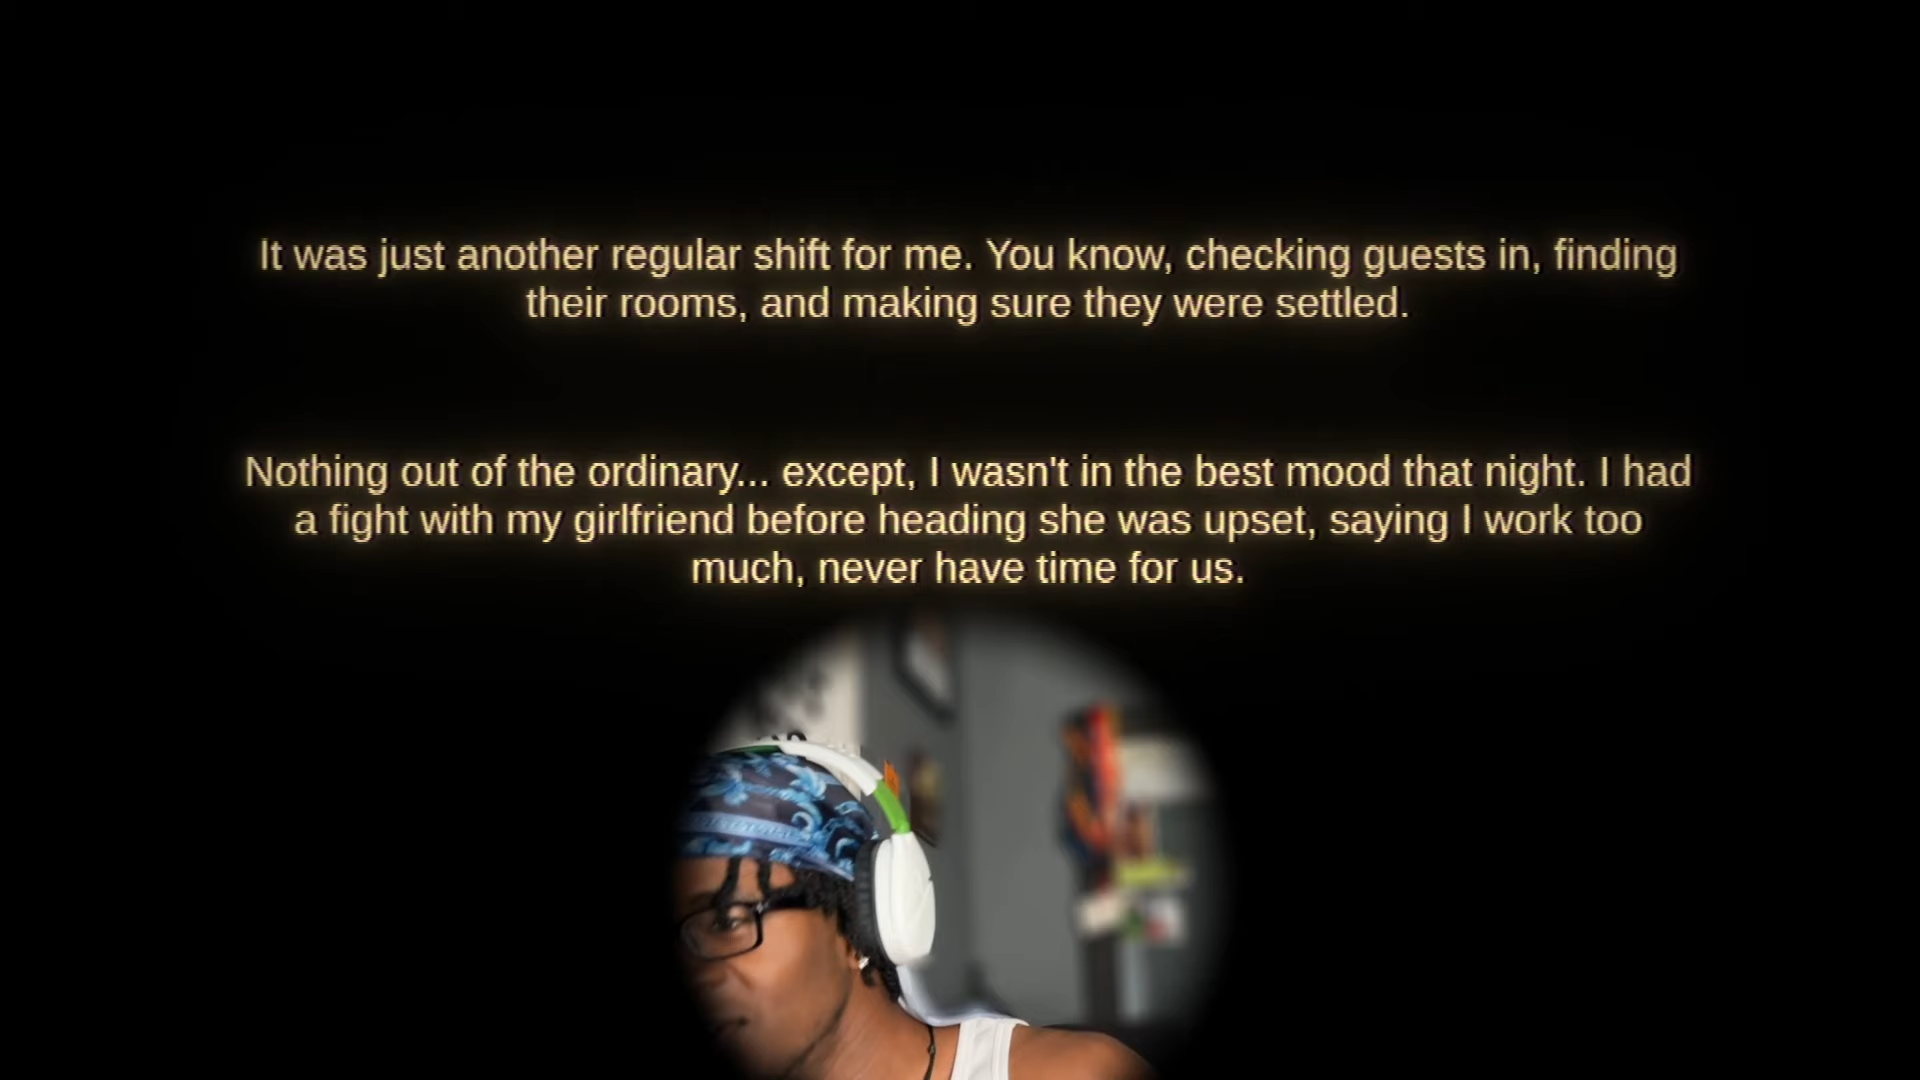 It was just another regular shift for me. You know, checking guests in, finding
their rooms, and making sure they were settled.
Nothing out of the ordinary... except, I wasn't in the best mood that night. I had
a fight with my girlfriend before heading she was upset, saying I work too
much, never have time for us.